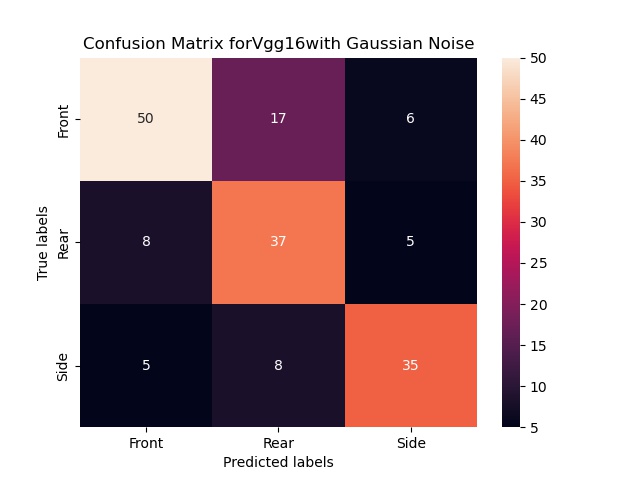 Confusion Matrix forVgg16with Gaussian Noise
True labels
Front
Rear
Side
50 17 6
8 37 5
5 8 35
Front Rear Side
Predicted labels
50
45
40
35
30
25
20
15
10
5